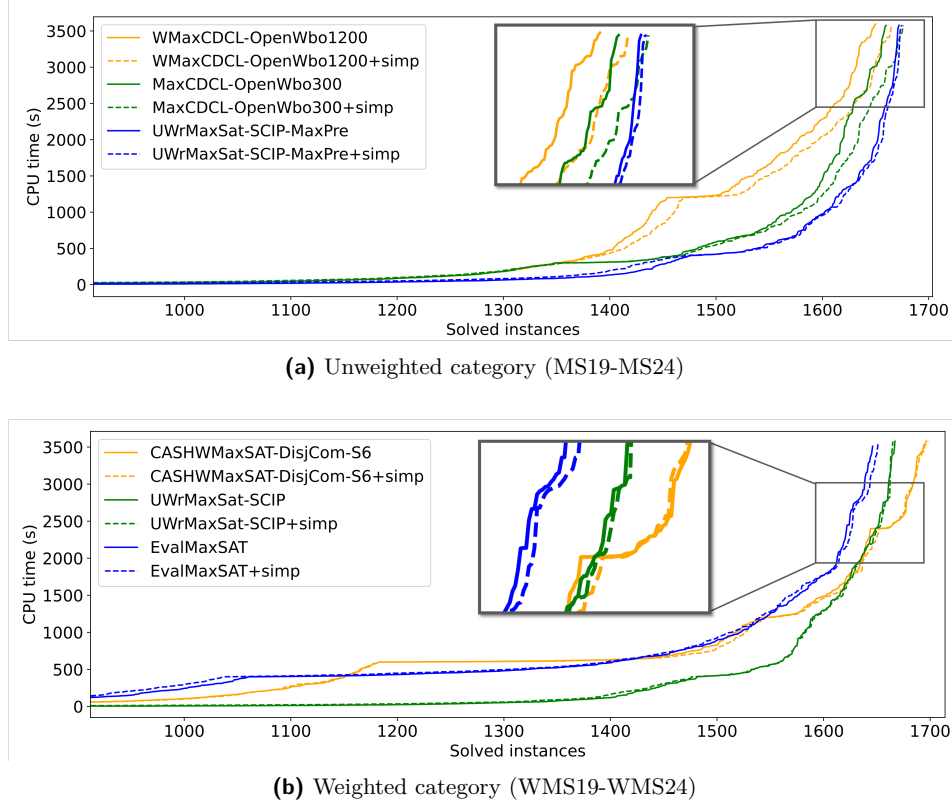 3500
3000
2500
2000
1500
1000
500
0
CPU time (s)
WMaxCDCL-OpenWbo1200
WMaxCDCL-OpenWbo1200+simp
MaxCDCL-OpenWbo300
MaxCDCL-OpenWbo300+simp
UWrMaxSat-SCIP-MaxPre
UWrMaxSat-SCIP-MaxPre+simp
1000 1100 1200 1300 1400 1500 1600 1700
Solved instances
(a) Unweighted category (MS19-MS24)
3500
3000
2500
2000
1500
1000
500
0
CPU time (s)
CASHWMaxSAT-DisjCom-S6
CASHWMaxSAT-DisjCom-S6+simp
UWrMaxSat-SCIP
UWrMaxSat-SCIP+simp
EvalMaxSAT
EvalMaxSAT+simp
1000 1100 1200 1300 1400 1500 1600 1700
Solved instances
(b) Weighted category (WMS19-WMS24)